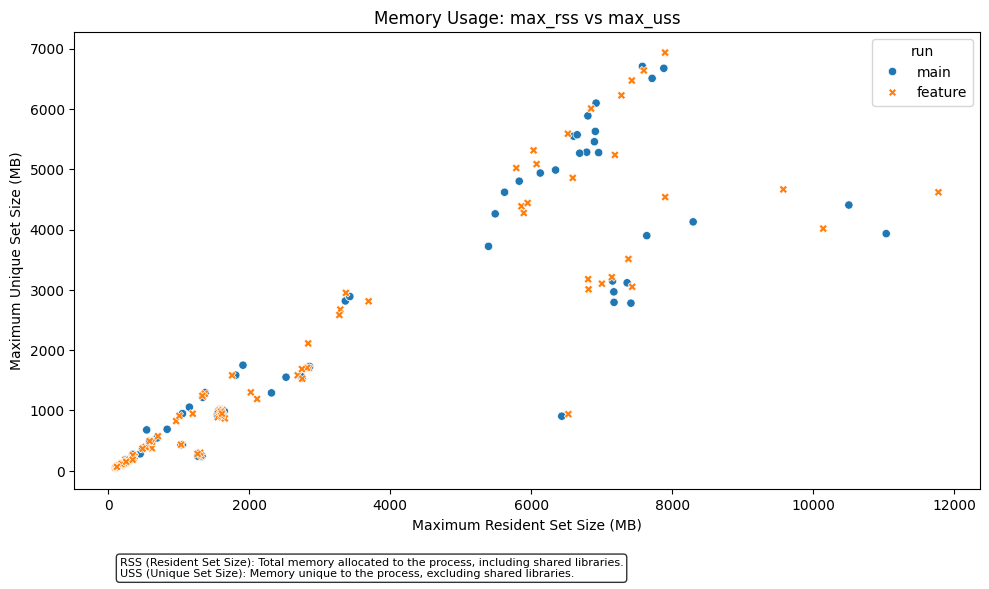 Memory Usage: max_rss vs max_uss
Maximum Unique Set Size (MB)
7000
6000
5000
4000
3000
2000
1000
0
run
main
feature
0
2000
4000
6000
8000
10000
12000
Maximum Resident Set Size (MB)
RSS (Resident Set Size): Total memory allocated to the process, including shared libraries.
USS (Unique Set Size): Memory unique to the process, excluding shared libraries.